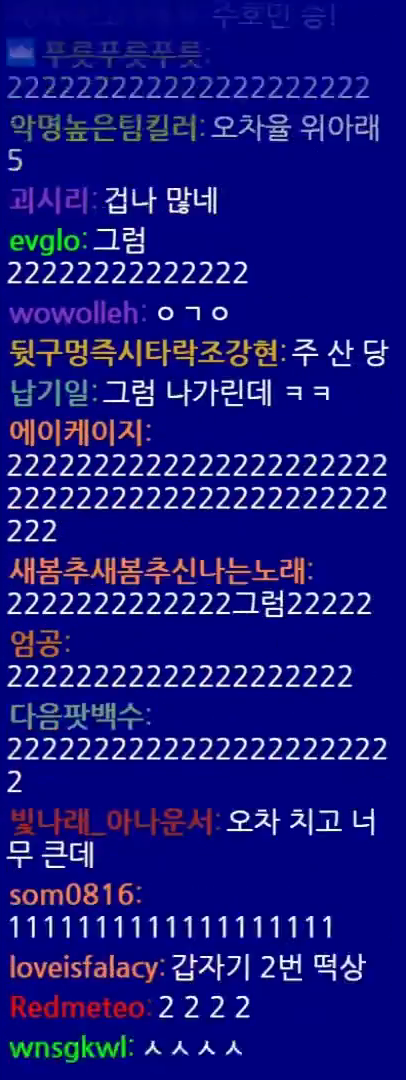 주호민 승!
푸릇푸릇푸릇:
222222222222222222222
악명높은팀킬러: 오차율 위아래
5
괴시리: 겁나 많네
evglo: 그럼
22222222222222
wowolleh: ㅇㄱㅇ
뒷구멍즉시타락조강현: 주 산 당
납기일: 그럼 나가린데 ㅋㅋ
에이케이지:
2222222222222222222222
2222222222222222222222
222
새봄추새봄추신나는노래:
2222222222222그럼22222
엄공:
22222222222222222222
다음팟백수:
2222222222222222222222
2
빛나래_아나운서: 오차 치고 너
무 큰데
som0816:
1111111111111111111
loveisfalacy: 갑자기 2번 떡상
Redmeteo: 2 2 2 2
wnsgkwl: ㅅㅅㅅㅅ